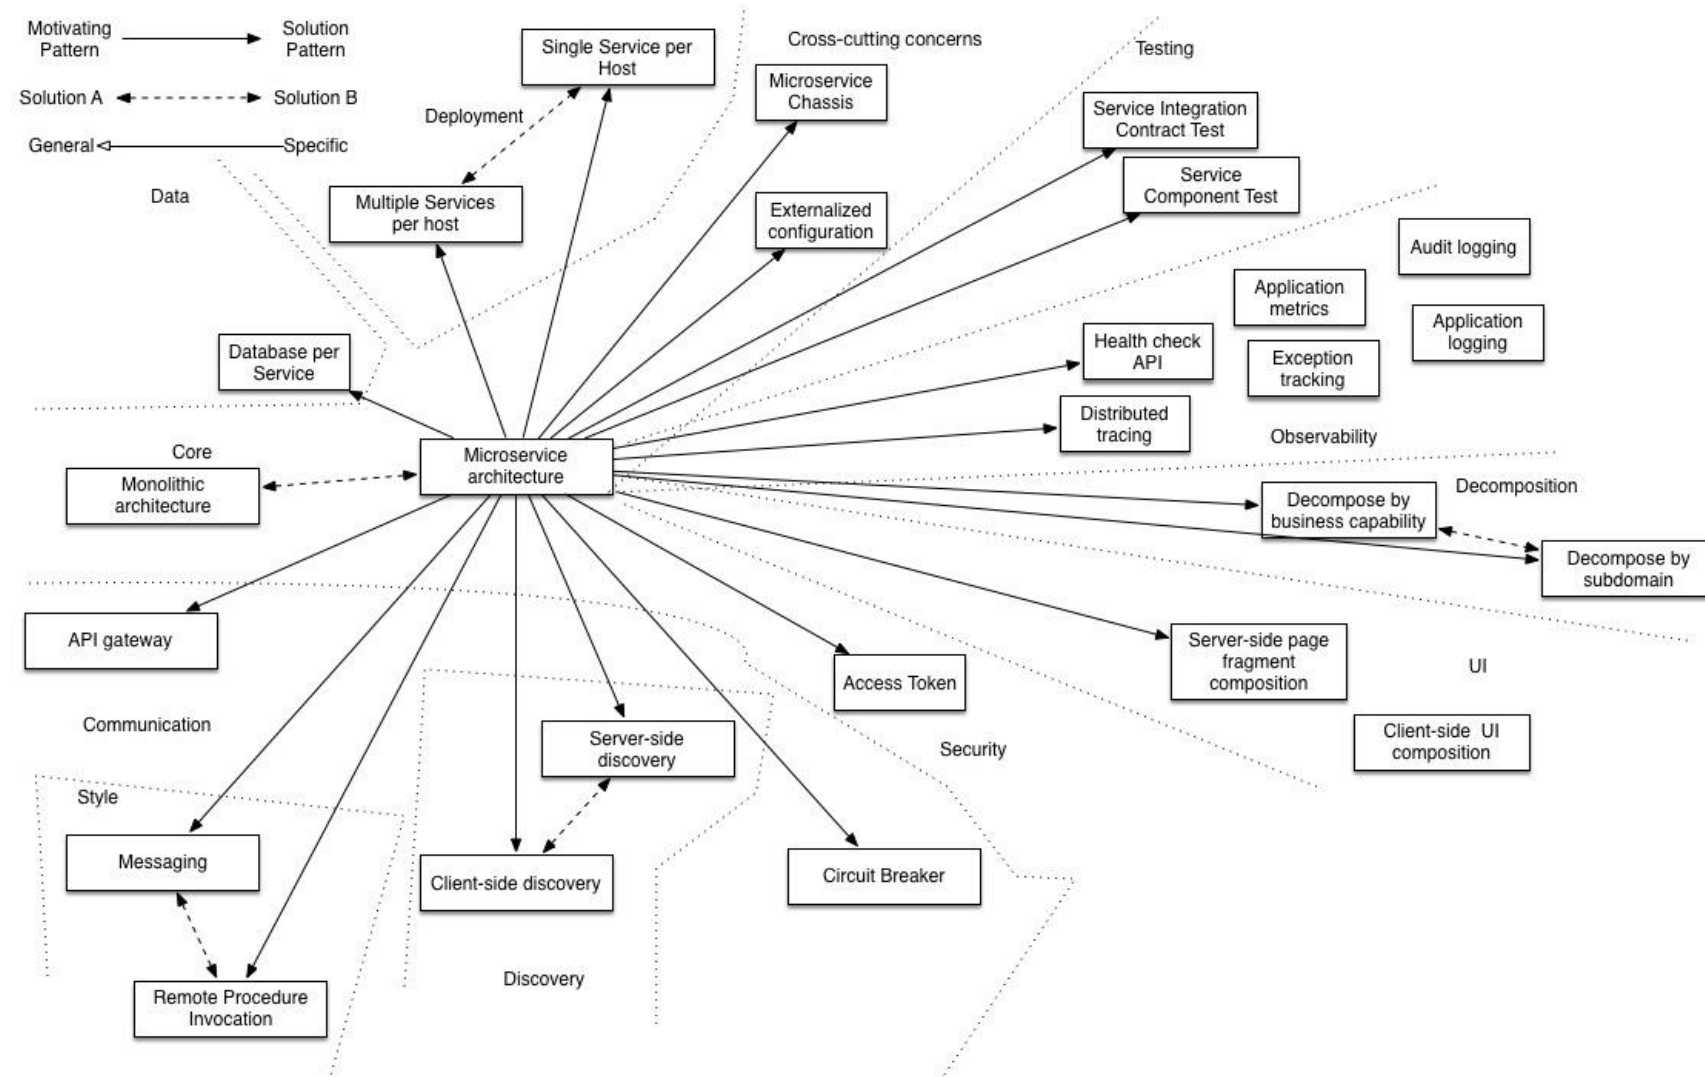 Motivating
Pattern
Solution
Pattern
Solution A
Solution B
General
Specific
Data
Deployment
Single Service per
Host
Multiple Services
per host
Cross-cutting concerns
Microservice
Chassis
Externalized
configuration
Testing
Service Integration
Contract Test
Service
Component Test
Audit logging
Application
metrics
Application
logging
Health check
API
Exception
tracking
Distributed
tracing
Observability
Database per
Service
Core
Monolithic
architecture
Microservice
architecture
Decompose by
business capability
Decomposition
Decompose by
subdomain
API gateway
Communication
Access Token
Security
Server-side page
fragment
composition
UI
Client-side UI
composition
Server-side
discovery
Client-side discovery
Discovery
Circuit Breaker
Style
Messaging
Remote Procedure
Invocation